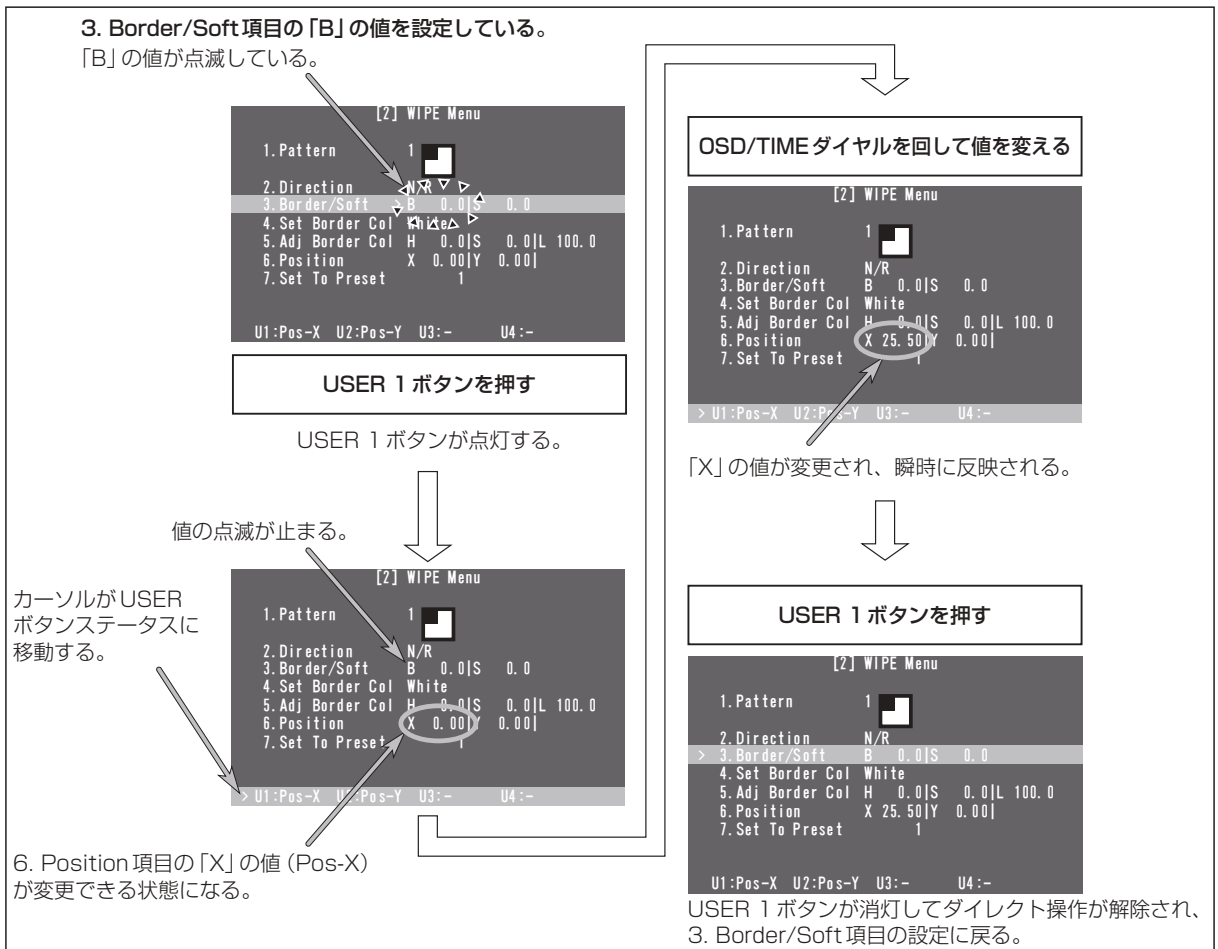 3. Border/Soft項目の「B」の値を設定している。
「B」の値が点滅している。
[2] WIPE Menu
1.Pattern 1
2.Direction N/R
3.Border/Soft > B 0.0|S 0.0
4.Set Border Col White
5.Adj Border Col H 0.0|S 0.0|L 100.0
6.Position X 0.00|Y 0.00|
7.Set To Preset 1
U1:Pos-X U2:Pos-Y U3:- U4:-
USER 1ボタンを押す
USER 1ボタンが点灯する。
値の点滅が止まる。
カーソルがUSER
ボタンステータスに
移動する。
[2] WIPE Menu
1.Pattern 1
2.Direction N/R
3.Border/Soft B 0.0|S 0.0
4.Set Border Col White
5.Adj Border Col H 0.0|S 0.0|L 100.0
6.Position X 0.00|Y 0.00|
7.Set To Preset 1
> U1:Pos-X U2:Pos-Y U3:- U4:-
6. Position項目の「X」の値(Pos-X)
が変更できる状態になる。
OSD/TIMEダイヤルを回して値を変える
[2] WIPE Menu
1.Pattern 1
2.Direction N/R
3.Border/Soft B 0.0|S 0.0
4.Set Border Col White
5.Adj Border Col H 0.0|S 0.0|L 100.0
6.Position X 25.50|Y 0.00|
7.Set To Preset 1
> U1:Pos-X U2:Pos-Y U3:- U4:-
「X」の値が変更され、瞬時に反映される。
USER 1ボタンを押す
[2] WIPE Menu
1.Pattern 1
2.Direction N/R
> 3.Border/Soft B 0.0|S 0.0
4.Set Border Col White
5.Adj Border Col H 0.0|S 0.0|L 100.0
6.Position X 25.50|Y 0.00|
7.Set To Preset 1
U1:Pos-X U2:Pos-Y U3:- U4:-
USER 1ボタンが消灯してダイレクト操作が解除され、
3. Border/Soft項目の設定に戻る。